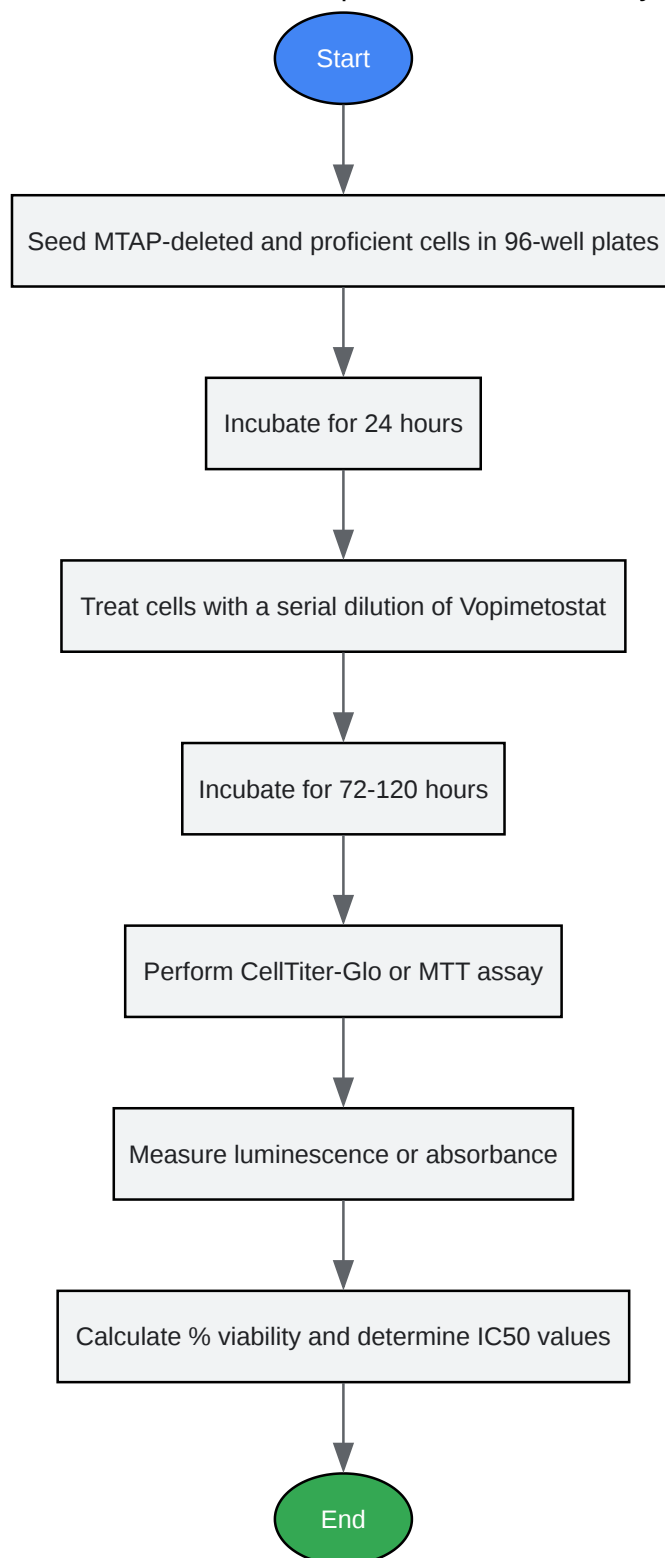 Start
Seed MTAP-deleted and proficient cells in 96-well plates
Incubate for 24 hours
Treat cells with a serial dilution of Vopimetostat
Incubate for 72-120 hours
Perform CellTiter-Glo or MTT assay
Measure luminescence or absorbance
Calculate % viability and determine IC50 values
End